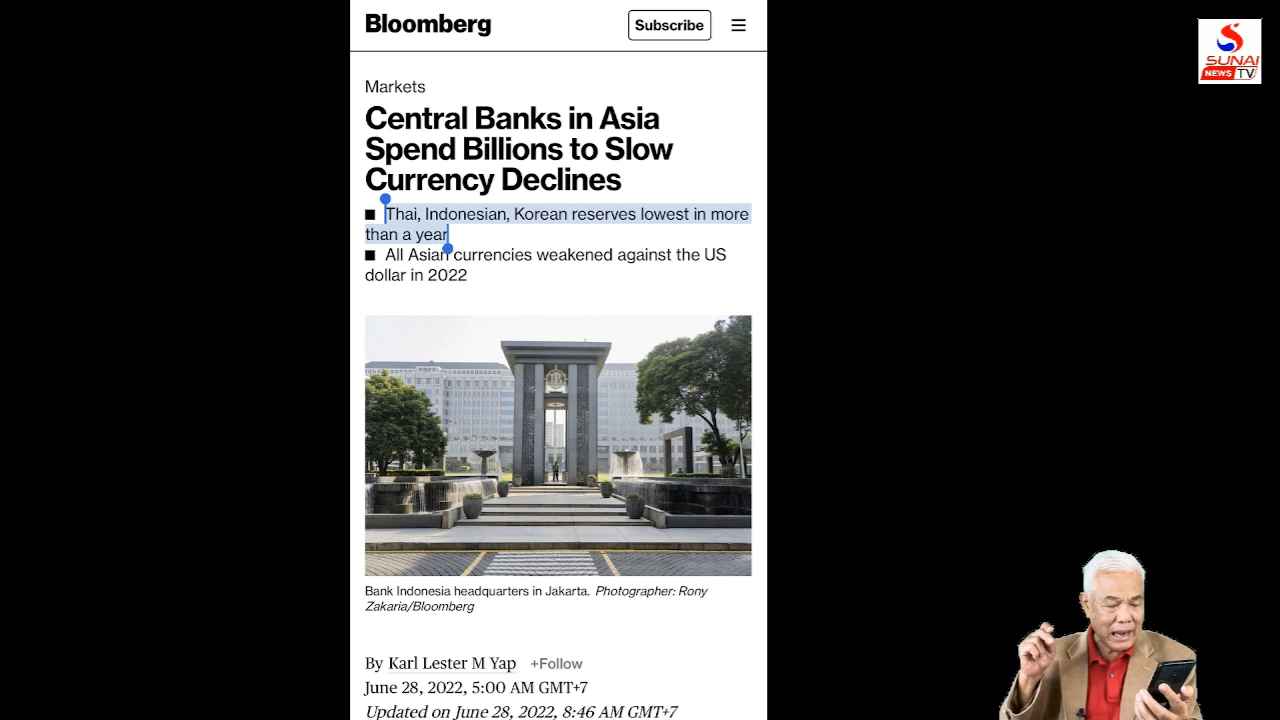 Bloomberg
Subscribe
SUNAI
NEWS TV
Markets
Central Banks in Asia
Spend Billions to Slow
Currency Declines
■ Thai, Indonesian, Korean reserves lowest in more
than a year
■ All Asian currencies weakened against the US
dollar in 2022
Bank Indonesia headquarters in Jakarta. Photographer: Rony
Zakaria/Bloomberg
By Karl Lester M Yap +Follow
June 28, 2022, 5:00 AM GMT+7
Updated on June 28, 2022, 8:46 AM GMT+7